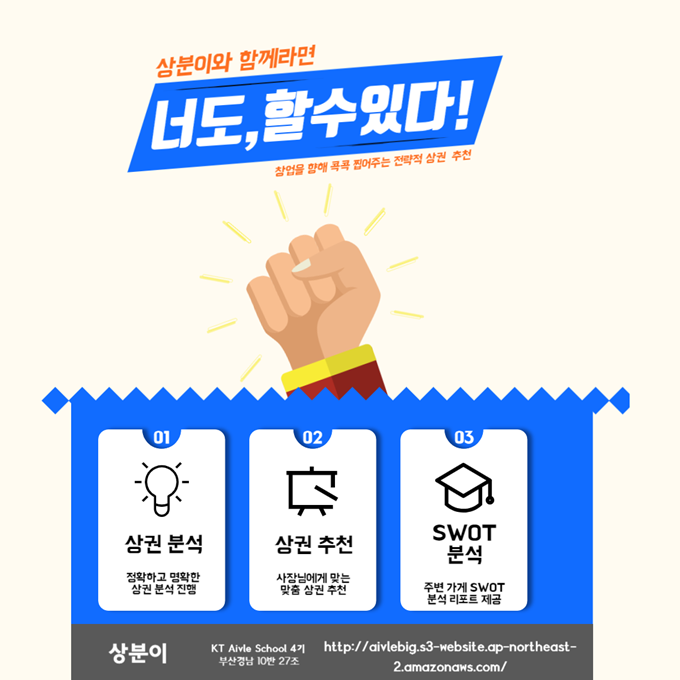 상분이와 함께라면
너도,할수있다!
창업을 향해 콕콕 찝어주는 전략적 상권 추천
01
상권 분석
정확하고 명확한
상권 분석 진행
02
상권 추천
사장님에게 맞는
맞춤 상권 추천
03
SWOT
분석
주변 가게 SWOT
분석 리포트 제공
상분이
KT Aivle School 4기
부산경남 10반 27조
http://aivlebig.s3-website.ap-northeast-
2.amazonaws.com/